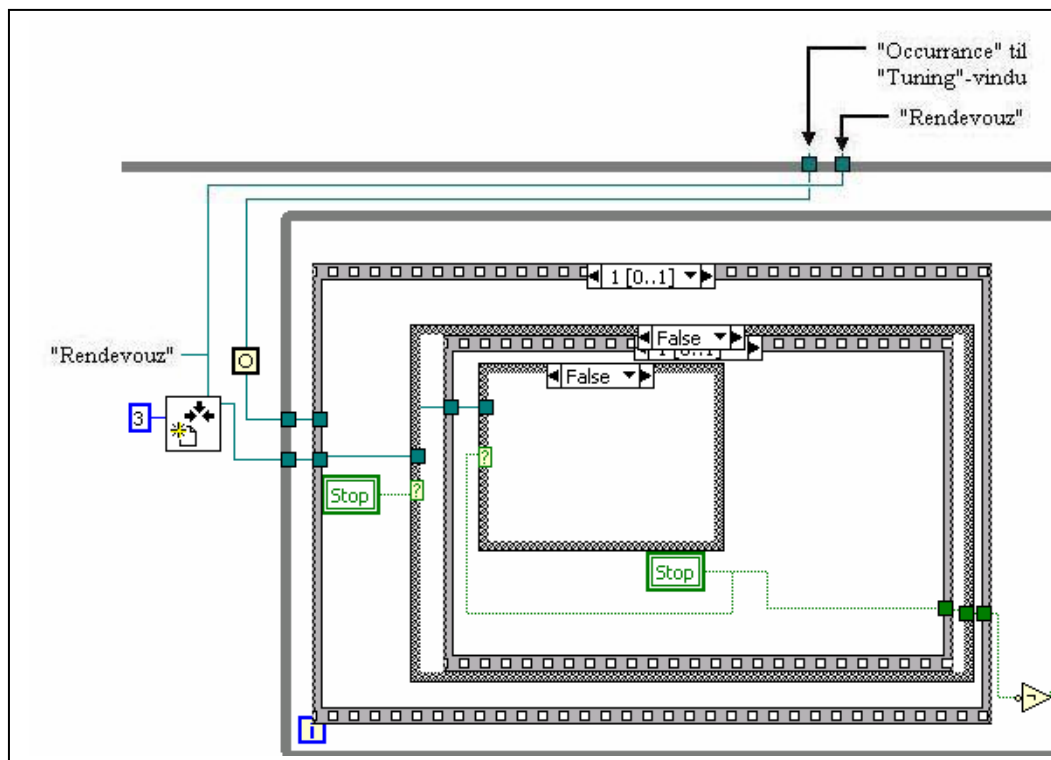 "Occurrance" til
"Tuning"-vindu
"Rendevouz"
1 [0..1]
False
"Rendevouz"
False
3
Stop
?
?
Stop
i